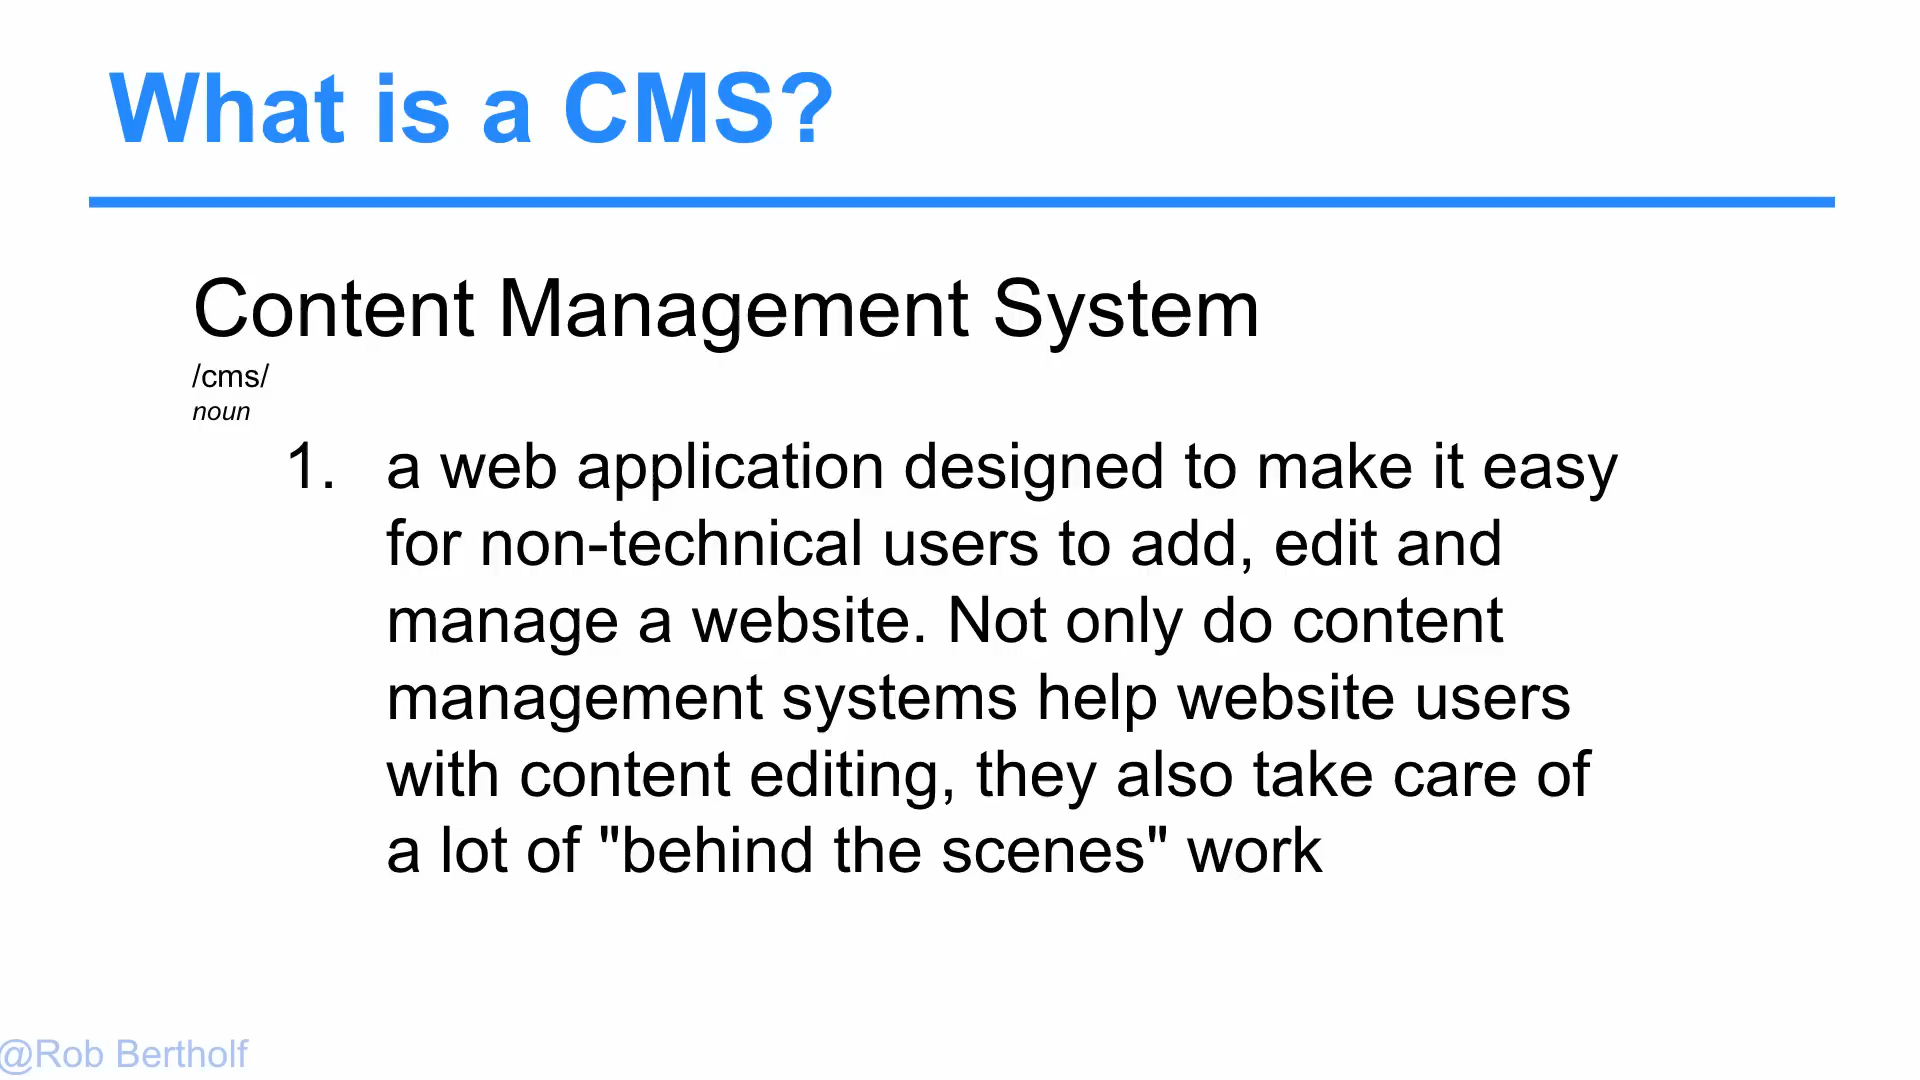 What is a CMS?
Content Management System
/cms/
noun
1. a web application designed to make it easy
for non-technical users to add, edit and
manage a website. Not only do content
management systems help website users
with content editing, they also take care of
a lot of "behind the scenes" work
@Rob Bertholf